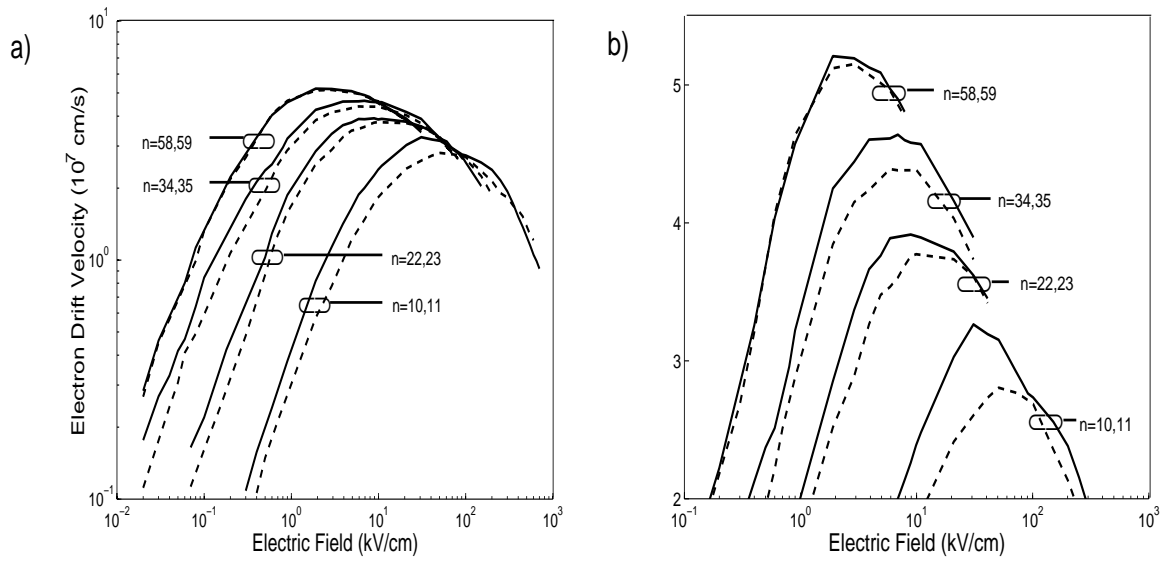 a)
Electron Drift Velocity (10^7 cm/s)
10^1
10^0
10^-1
n=58,59
n=34,35
n=22,23
n=10,11
10^-2 10^-1 10^0 10^1 10^2 10^3
Electric Field (kV/cm)
b)
5
4
3
2
n=58,59
n=34,35
n=22,23
n=10,11
10^-1 10^0 10^1 10^2 10^3
Electric Field (kV/cm)